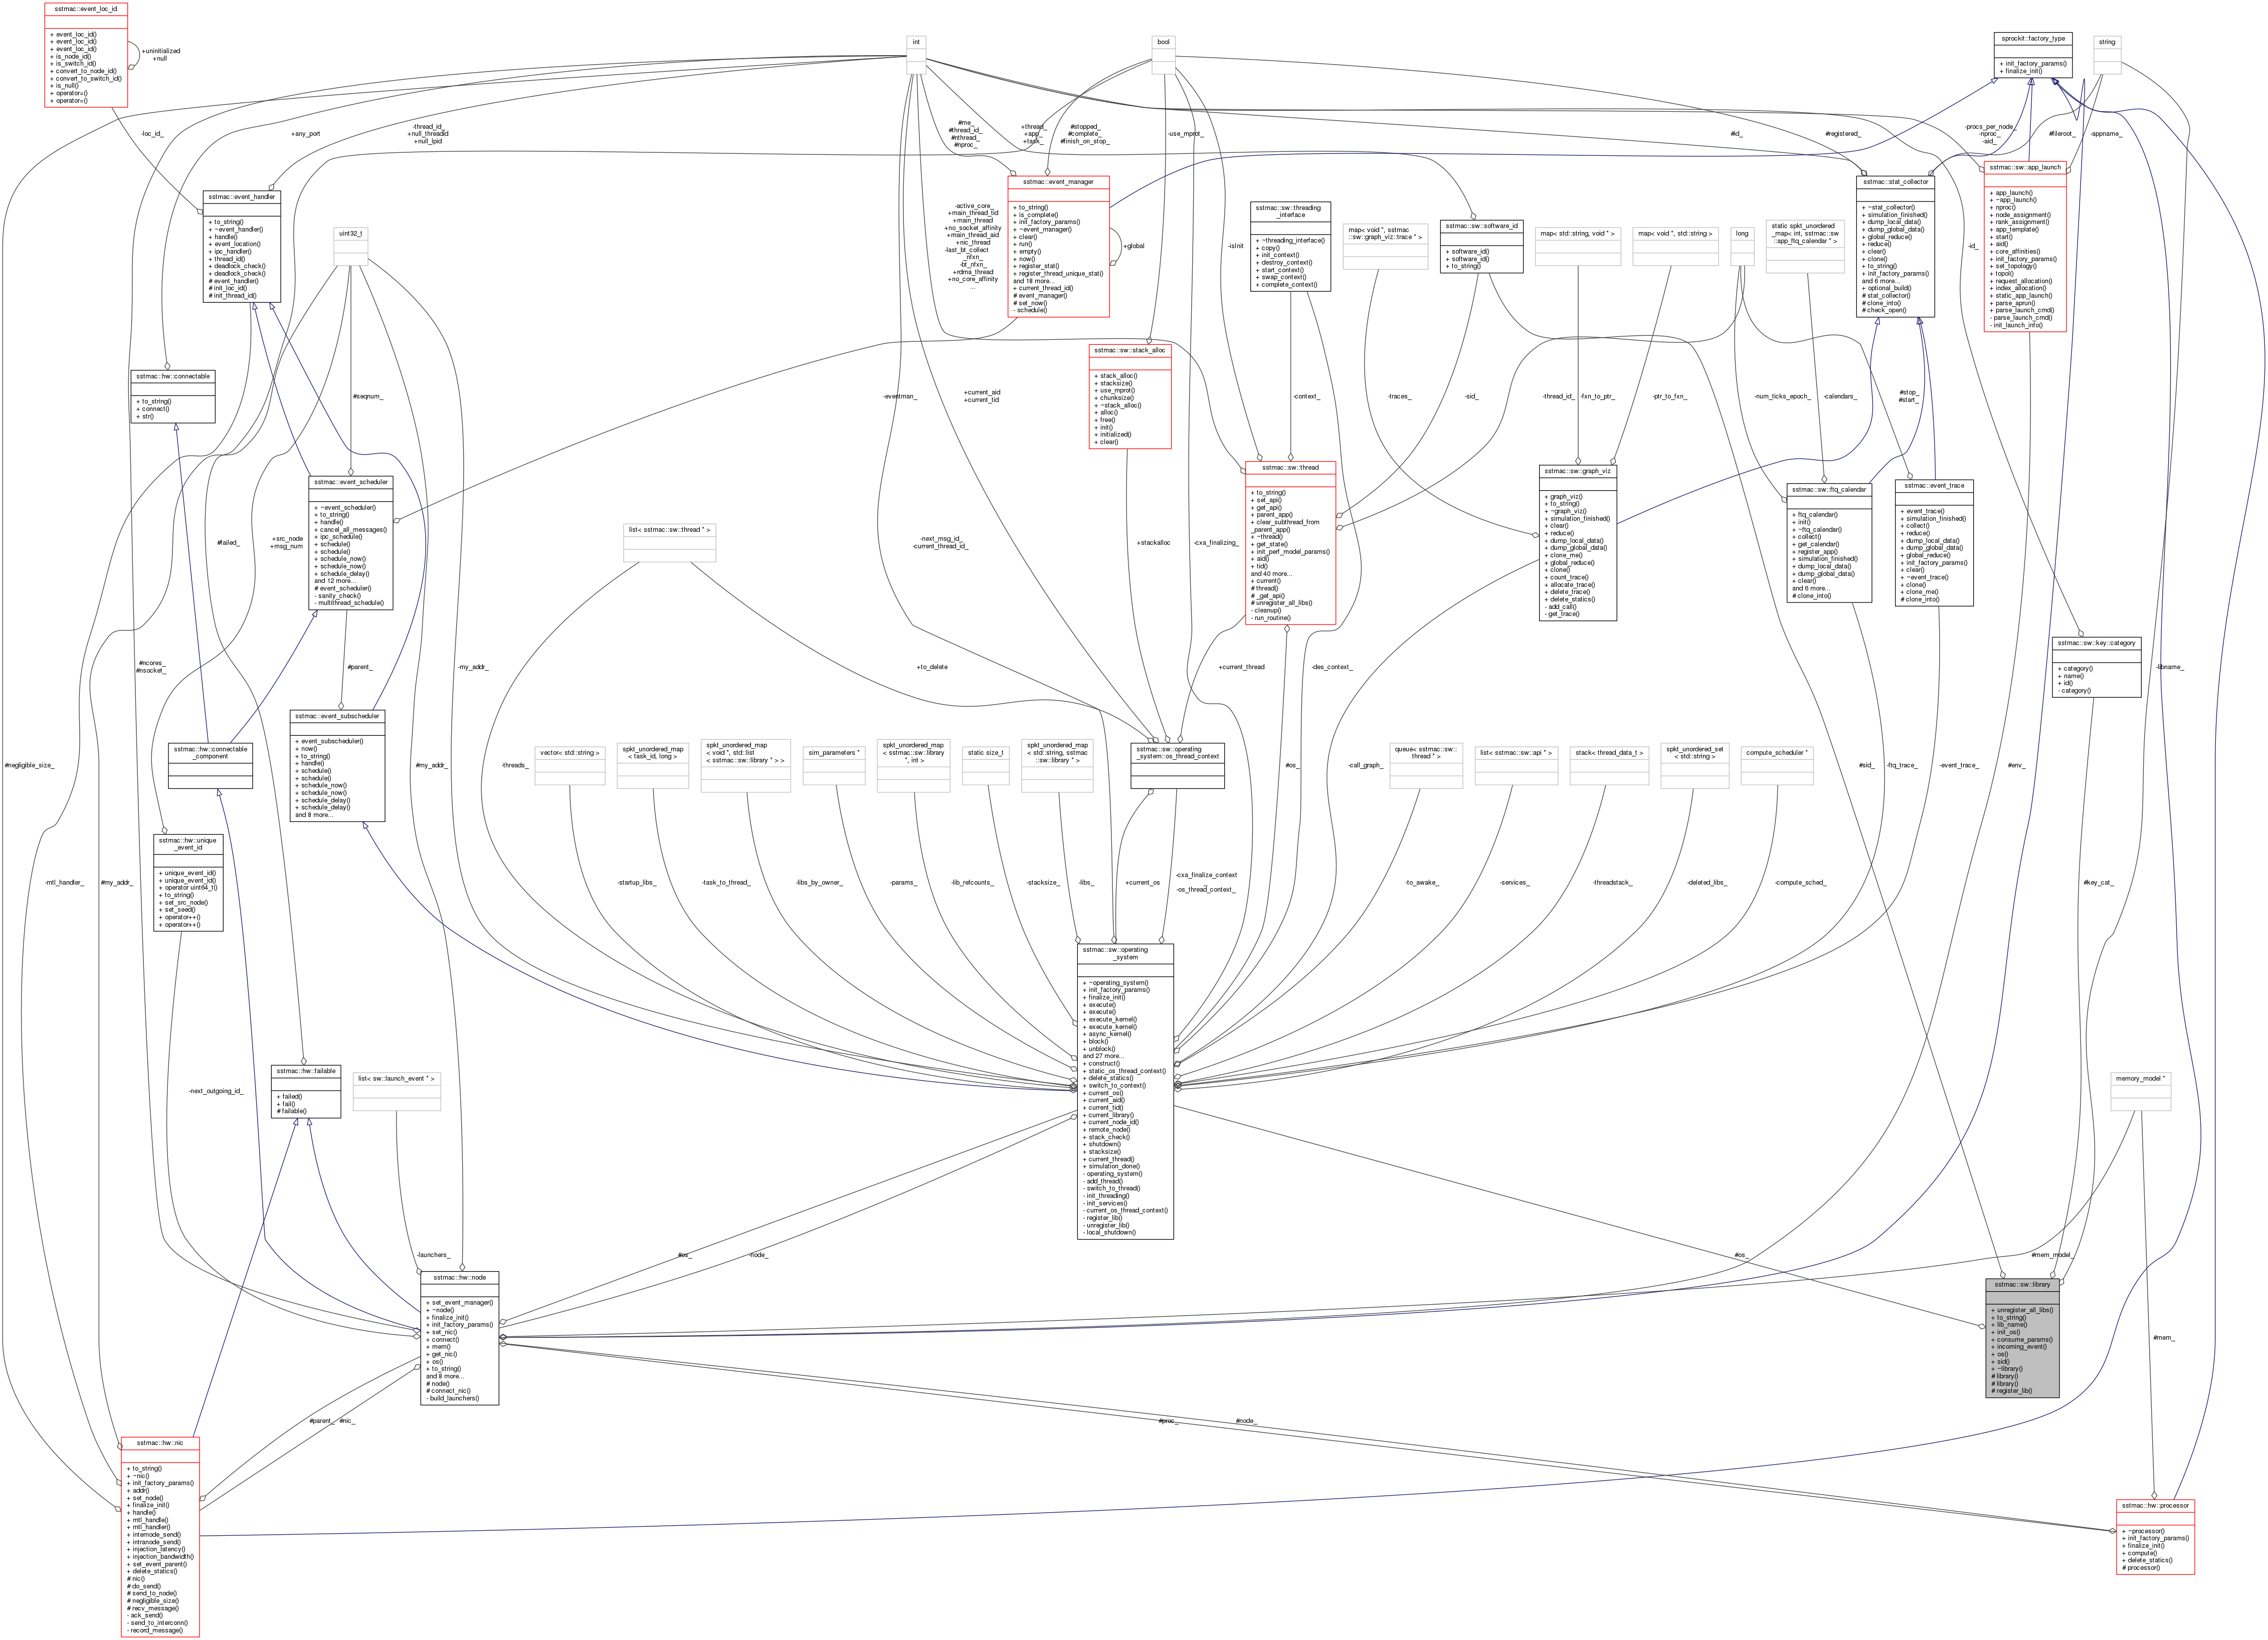 sstmac::event_loc_id
+ event_loc_id()
+ event_loc_id()
+ event_loc_id()
+ is_node_id()
+ is_switch_id()
+ convert_to_node_id()
+ convert_to_switch_id()
+ is_null()
+ operator=()
+ operator=()
+uninitialized
+null
int
bool
sprockit::factory_type
+ init_factory_params()
+ finalize_init()
string
-loc_id_
+any_port
-thread_id_
+null_threadid
+null_lpid
#me_
#thread_id_
#nthread_
#nproc_
+thread_
+app_
+task_
#stopped_
#complete_
#finish_on_stop_
-use_mprot_
#id_
#registered_
-procs_per_node_
-nproc_
-aid_
#fileroot_
-appname_
sstmac::event_handler
+ to_string()
+ ~event_handler()
+ handle()
+ event_location()
+ ipc_handler()
+ thread_id()
+ deadlock_check()
+ deadlock_check()
# event_handler()
# init_loc_id()
# init_thread_id()
uint32_t
-active_core_
+main_thread_tid
+main_thread
+no_socket_affinity
+main_thread_aid
+nic_thread
-last_bt_collect
_nfxn_
-bt_nfxn_
+rdma_thread
+no_core_affinity
...
sstmac::event_manager
+ to_string()
+ is_complete()
+ init_factory_params()
+ ~event_manager()
+ clear()
+ run()
+ empty()
+ now()
+ register_stat()
+ register_thread_unique_stat()
and 18 more...
+ current_thread_id()
# event_manager()
# set_now()
- schedule()
+global
-isInit
sstmac::sw::threading
_interface
+ ~threading_interface()
+ copy()
+ init_context()
+ destroy_context()
+ start_context()
+ swap_context()
+ complete_context()
map< void *, sstmac
::sw::graph_viz::trace * >
sstmac::sw::software_id
+ software_id()
+ software_id()
+ to_string()
map< std::string, void * >
map< void *, std::string >
long
static spkt_unordered
_map< int, sstmac::sw
::app_ftq_calendar * >
sstmac::stat_collector
+ ~stat_collector()
+ simulation_finished()
+ dump_local_data()
+ dump_global_data()
+ global_reduce()
+ reduce()
+ clear()
+ clone()
+ to_string()
+ init_factory_params()
and 6 more...
+ optional_build()
# stat_collector()
# clone_into()
# check_open()
-id_
sstmac::sw::app_launch
+ app_launch()
+ ~app_launch()
+ nproc()
+ node_assignment()
+ rank_assignment()
+ app_template()
+ start()
+ aid()
+ core_affinities()
+ init_factory_params()
+ set_topology()
+ topol()
+ request_allocation()
+ index_allocation()
+ static_app_launch()
+ parse_aprun()
+ parse_launch_cmd()
- parse_launch_cmd()
- init_launch_info()
sstmac::hw::connectable
+ to_string()
+ connect()
+ str()
#seqnum_
-eventman_
+current_aid
+current_tid
sstmac::sw::stack_alloc
+ stack_alloc()
+ stacksize()
+ use_mprot()
+ chunksize()
+ ~stack_alloc()
+ alloc()
+ free()
+ init()
+ initialized()
+ clear()
-context_
-traces_
-sid_
-thread_id_
-fxn_to_ptr_
-ptr_to_fxn_
-num_ticks_epoch_
-calendars_
#stop_
#start_
sstmac::event_scheduler
+ ~event_scheduler()
+ to_string()
+ handle()
+ cancel_all_messages()
+ ipc_schedule()
+ schedule()
+ schedule()
+ schedule_now()
+ schedule_now()
+ schedule_delay()
and 12 more...
# event_scheduler()
- sanity_check()
- multithread_schedule()
#failed_
+src_node
+msg_num
list< sstmac::sw::thread * >
-next_msg_id_
-current_thread_id_
+stackalloc
-cxa_finalizing_
sstmac::sw::thread
+ to_string()
+ set_api()
+ get_api()
+ parent_app()
+ clear_subthread_from
_parent_app()
+ ~thread()
+ get_state()
+ init_perf_model_params()
+ aid()
+ tid()
and 40 more...
+ current()
# thread()
# _get_api()
# unregister_all_libs()
- cleanup()
- run_routine()
sstmac::sw::graph_viz
+ graph_viz()
+ to_string()
+ ~graph_viz()
+ simulation_finished()
+ clear()
+ reduce()
+ dump_local_data()
+ dump_global_data()
+ clone_me()
+ global_reduce()
+ clone()
+ count_trace()
+ allocate_trace()
+ delete_trace()
+ delete_statics()
- add_call()
- get_trace()
sstmac::sw::ftq_calendar
+ ftq_calendar()
+ init()
+ ~ftq_calendar()
+ collect()
+ get_calendar()
+ register_app()
+ simulation_finished()
+ dump_local_data()
+ dump_global_data()
+ clear()
and 6 more...
# clone_into()
sstmac::event_trace
+ event_trace()
+ simulation_finished()
+ collect()
+ reduce()
+ dump_local_data()
+ dump_global_data()
+ global_reduce()
+ init_factory_params()
+ clear()
+ ~event_trace()
+ clone()
+ clone_me()
# clone_into()
#ncores_
#nsocket_
#parent_
-my_addr_
+to_delete
+current_thread
-des_context_
sstmac::sw::key::category
+ category()
+ name()
+ id()
- category()
-libname_
sstmac::event_subscheduler
+ event_subscheduler()
+ now()
+ to_string()
+ handle()
+ schedule()
+ schedule()
+ schedule_now()
+ schedule_now()
+ schedule_delay()
+ schedule_delay()
and 8 more...
sstmac::hw::connectable
_component
#negligible_size_
#my_addr_
-threads_
vector< std::string >
spkt_unordered_map
< task_id, long >
spkt_unordered_map
< void *, std::list
< sstmac::sw::library * > >
sim_parameters *
spkt_unordered_map
< sstmac::sw::library
*, int >
static size_t
spkt_unordered_map
< std::string, sstmac
::sw::library * >
sstmac::sw::operating
_system::os_thread_context
#os_
-call_graph_
queue< sstmac::sw::
thread * >
list< sstmac::sw::api * >
stack< thread_data_t >
spkt_unordered_set
< std::string >
compute_scheduler *
#sid_
-ftq_trace_
-event_trace_
#env_
sstmac::hw::unique
_event_id
+ unique_event_id()
+ unique_event_id()
+ operator uint64_t()
+ to_string()
+ set_src_node()
+ set_seed()
+ operator++()
+ operator++()
-mtl_handler_
#my_addr_
-startup_libs_
-task_to_thread_
-libs_by_owner_
-params_
-lib_refcounts_
-stacksize_
-libs_
+current_os
-cxa_finalize_context
_
-os_thread_context_
-to_awake_
-services_
-threadstack_
-deleted_libs_
-compute_sched_
#key_cat_
sstmac::sw::operating
_system
+ ~operating_system()
+ init_factory_params()
+ finalize_init()
+ execute()
+ execute()
+ execute_kernel()
+ execute_kernel()
+ async_kernel()
+ block()
+ unblock()
and 27 more...
+ construct()
+ static_os_thread_context()
+ delete_statics()
+ switch_to_context()
+ current_os()
+ current_aid()
+ current_tid()
+ current_library()
+ current_node_id()
+ remote_node()
+ stack_check()
+ shutdown()
+ stacksize()
+ current_thread()
+ simulation_done()
- operating_system()
- add_thread()
- switch_to_thread()
- init_threading()
- init_services()
- current_os_thread_context()
- register_lib()
- unregister_lib()
- local_shutdown()
-next_outgoing_id_
sstmac::hw::failable
+ failed()
+ fail()
# failable()
list< sw::launch_event * >
memory_model *
-launchers_
#os_
-node_
#os_
#mem_model_
sstmac::hw::node
+ set_event_manager()
+ ~node()
+ finalize_init()
+ init_factory_params()
+ set_nic()
+ connect()
+ mem()
+ get_nic()
+ os()
+ to_string()
and 8 more...
# node()
# connect_nic()
- build_launchers()
sstmac::sw::library
+ unregister_all_libs()
+ to_string()
+ lib_name()
+ init_os()
+ consume_params()
+ incoming_event()
+ os()
+ sid()
+ ~library()
# library()
# library()
# register_lib()
#mem_
#parent_
#nic_
#proc_
#node_
sstmac::hw::nic
+ to_string()
+ ~nic()
+ init_factory_params()
+ addr()
+ set_node()
+ finalize_init()
+ handle()
+ mtl_handle()
+ mtl_handler()
+ internode_send()
+ intranode_send()
+ injection_latency()
+ injection_bandwidth()
+ set_event_parent()
+ delete_statics()
# nic()
# do_send()
# send_to_node()
# negligible_size()
# recv_message()
- ack_send()
- send_to_interconn()
- record_message()
sstmac::hw::processor
+ ~processor()
+ init_factory_params()
+ finalize_init()
+ compute()
+ delete_statics()
# processor()